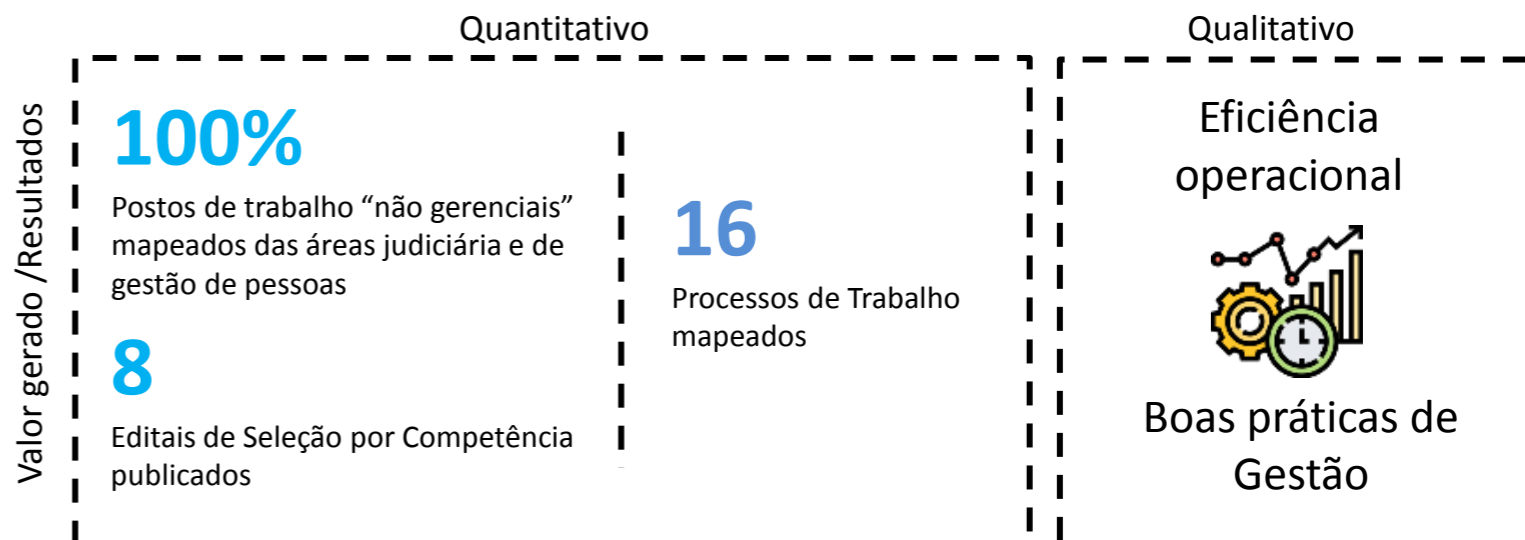 Quantitativo
Qualitativo
Valor gerado /Resultados
100%
Postos de trabalho “não gerenciais”
mapeados das áreas judiciária e de
gestão de pessoas
8
Editais de Seleção por Competência
publicados
16
Processos de Trabalho
mapeados
Eficiência
operacional
Boas práticas de
Gestão